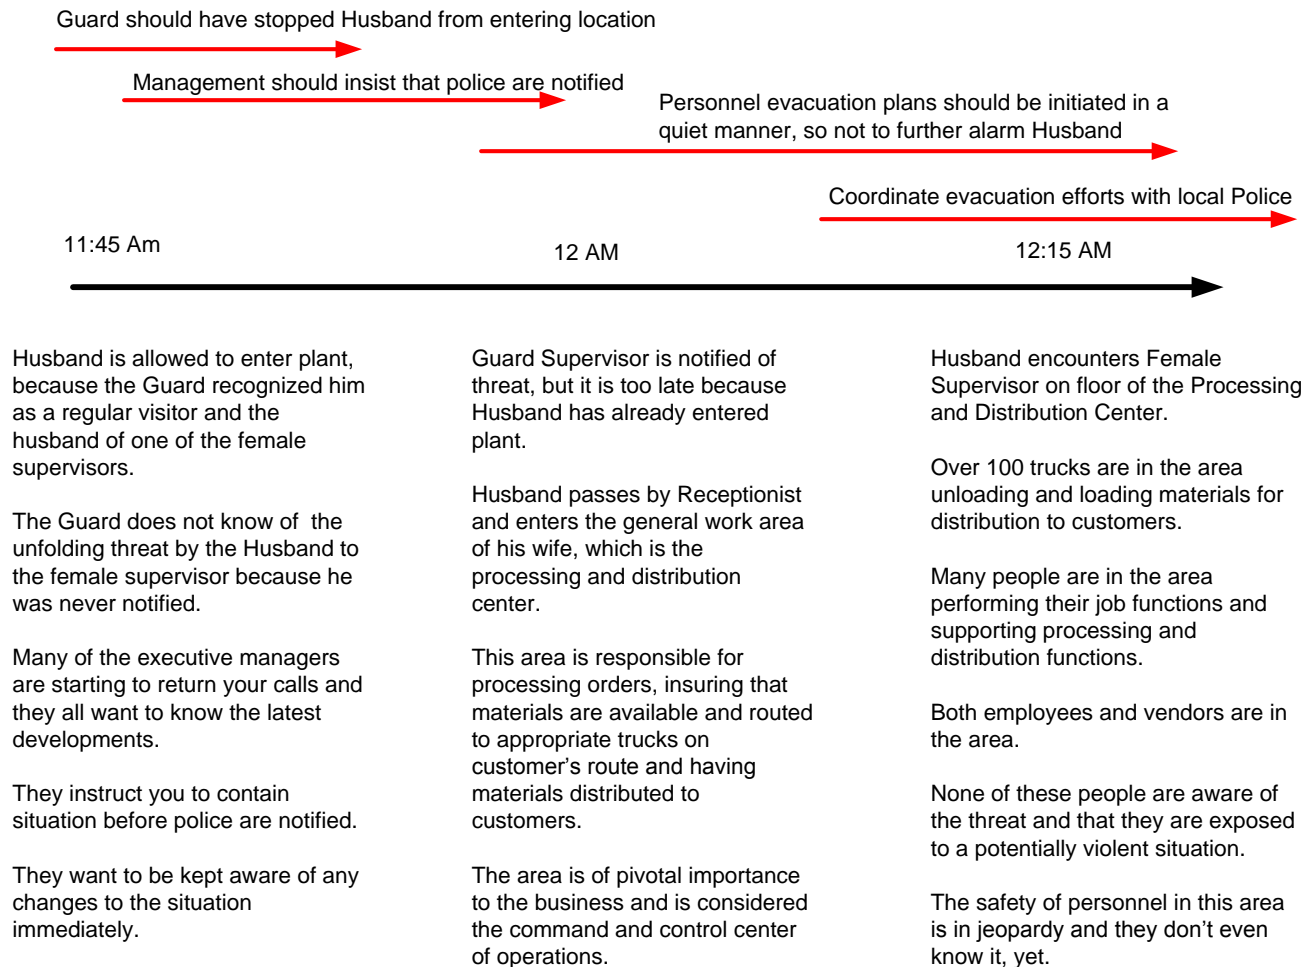 Guard should have stopped Husband from entering location
Management should insist that police are notified
Personnel evacuation plans should be initiated in a
quiet manner, so not to further alarm Husband
Coordinate evacuation efforts with local Police
11:45 Am
12 AM
12:15 AM
Husband is allowed to enter plant,
because the Guard recognized him
as a regular visitor and the
husband of one of the female
supervisors.
The Guard does not know of the
unfolding threat by the Husband to
the female supervisor because he
was never notified.
Many of the executive managers
are starting to return your calls and
they all want to know the latest
developments.
They instruct you to contain
situation before police are notified.
They want to be kept aware of any
changes to the situation
immediately.
Guard Supervisor is notified of
threat, but it is too late because
Husband has already entered
plant.
Husband passes by Receptionist
and enters the general work area
of his wife, which is the
processing and distribution
center.
This area is responsible for
processing orders, insuring that
materials are available and routed
to appropriate trucks on
customer's route and having
materials distributed to
customers.
The area is of pivotal importance
to the business and is considered
the command and control center
of operations.
Husband encounters Female
Supervisor on floor of the Processing
and Distribution Center.
Over 100 trucks are in the area
unloading and loading materials for
distribution to customers.
Many people are in the area
performing their job functions and
supporting processing and
distribution functions.
Both employees and vendors are in
the area.
None of these people are aware of
the threat and that they are exposed
to a potentially violent situation.
The safety of personnel in this area
is in jeopardy and they don't even
know it, yet.